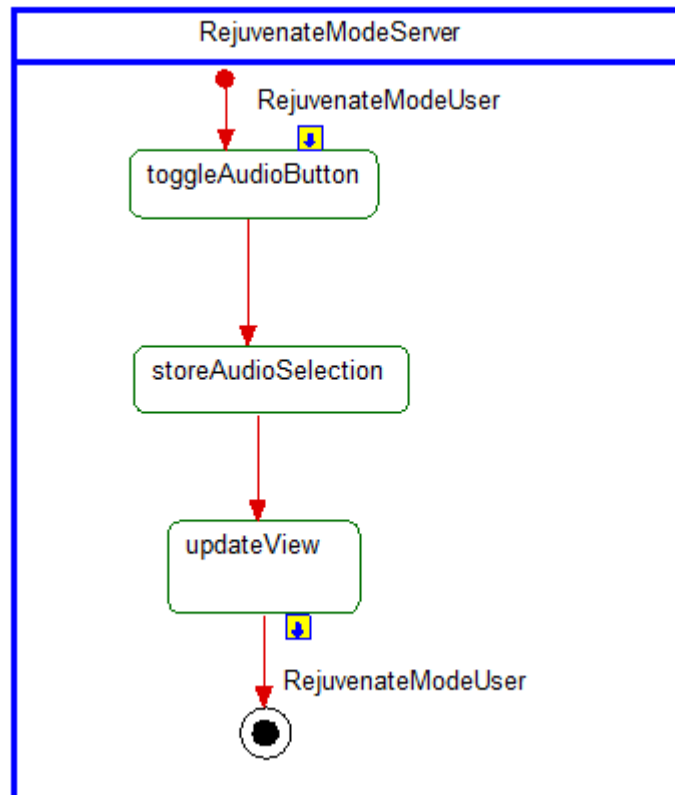 RejuvenateModeServer
RejuvenateModeUser
toggleAudioButton
storeAudioSelection
updateView
RejuvenateModeUser